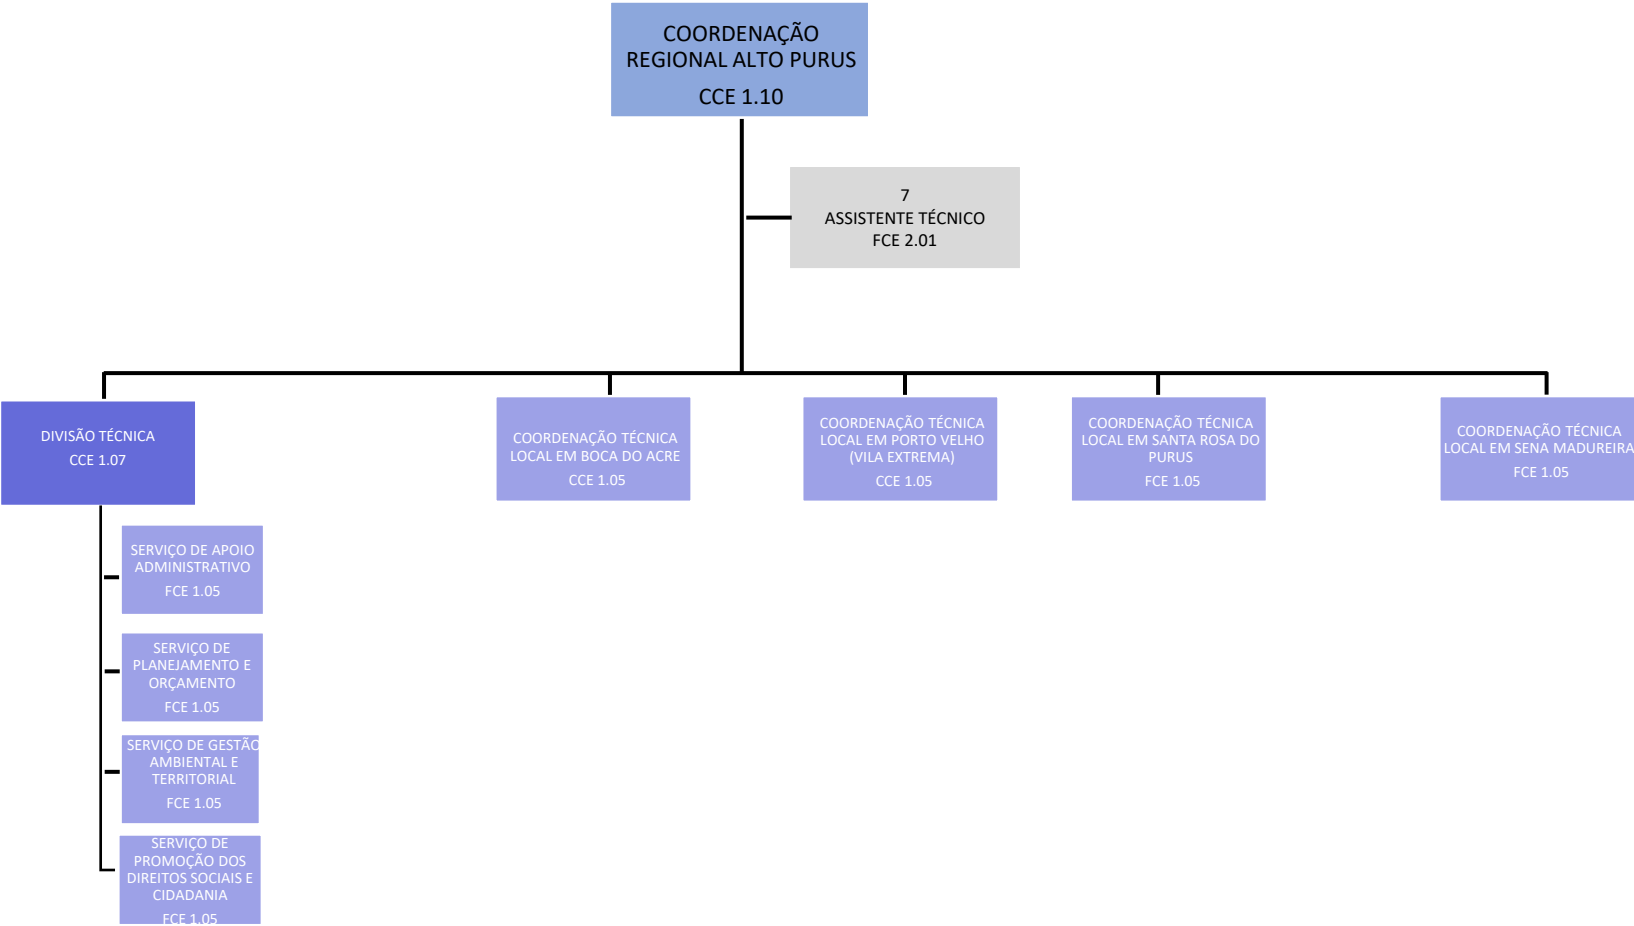 COORDENAÇÃO
REGIONAL ALTO PURUS
CCE 1.10
7
ASSISTENTE TÉCNICO
FCE 2.01
DIVISÃO TÉCNICA
CCE 1.07
COORDENAÇÃO TÉCNICA
LOCAL EM BOCA DO ACRE
CCE 1.05
COORDENAÇÃO TÉCNICA
LOCAL EM PORTO VELHO
(VILA EXTREMA)
CCE 1.05
COORDENAÇÃO TÉCNICA
LOCAL EM SANTA ROSA DO
PURUS
FCE 1.05
COORDENAÇÃO TÉCNICA
LOCAL EM SENA MADUREIRA
FCE 1.05
SERVIÇO DE APOIO
ADMINISTRATIVO
FCE 1.05
SERVIÇO DE
PLANEJAMENTO E
ORÇAMENTO
FCE 1.05
SERVIÇO DE GESTÃO
AMBIENTAL E
TERRITORIAL
FCE 1.05
SERVIÇO DE
PROMOÇÃO DOS
DIREITOS SOCIAIS E
CIDADANIA
FCE 1.05